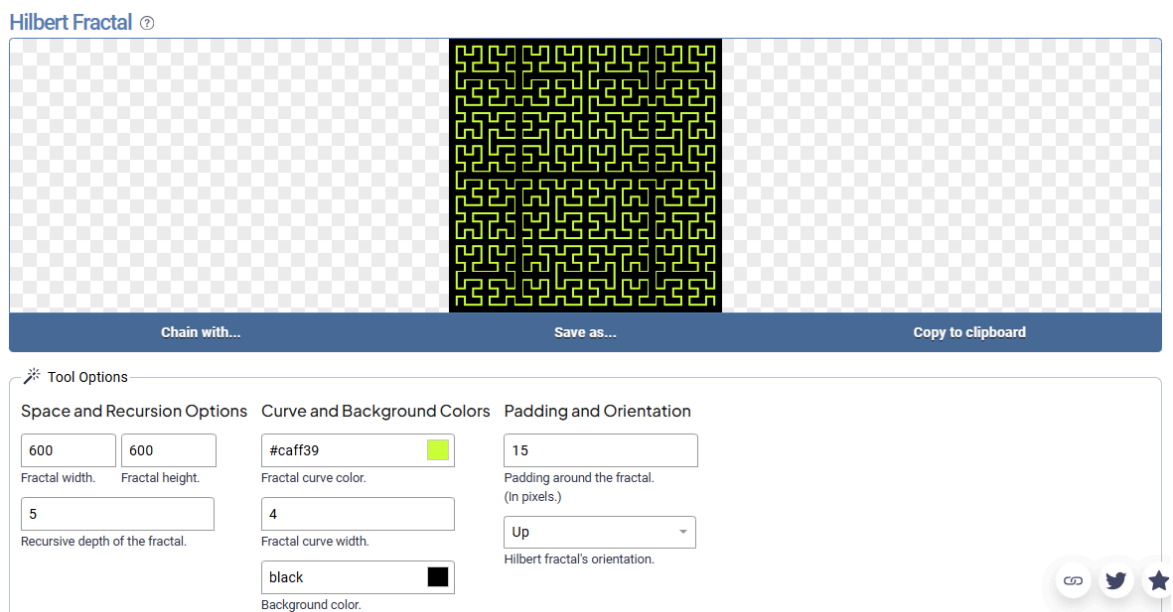 Hilbert Fractal ?
Chain with... Save as... Copy to clipboard
Tool Options
Space and Recursion Options Curve and Background Colors Padding and Orientation
600 600 #caff39 15
Fractal width. Fractal height. Fractal curve color. Padding around the fractal.
(In pixels.)
5 4 Up
Recursive depth of the fractal. Fractal curve width. Hilbert fractal's orientation.
black
Background color.